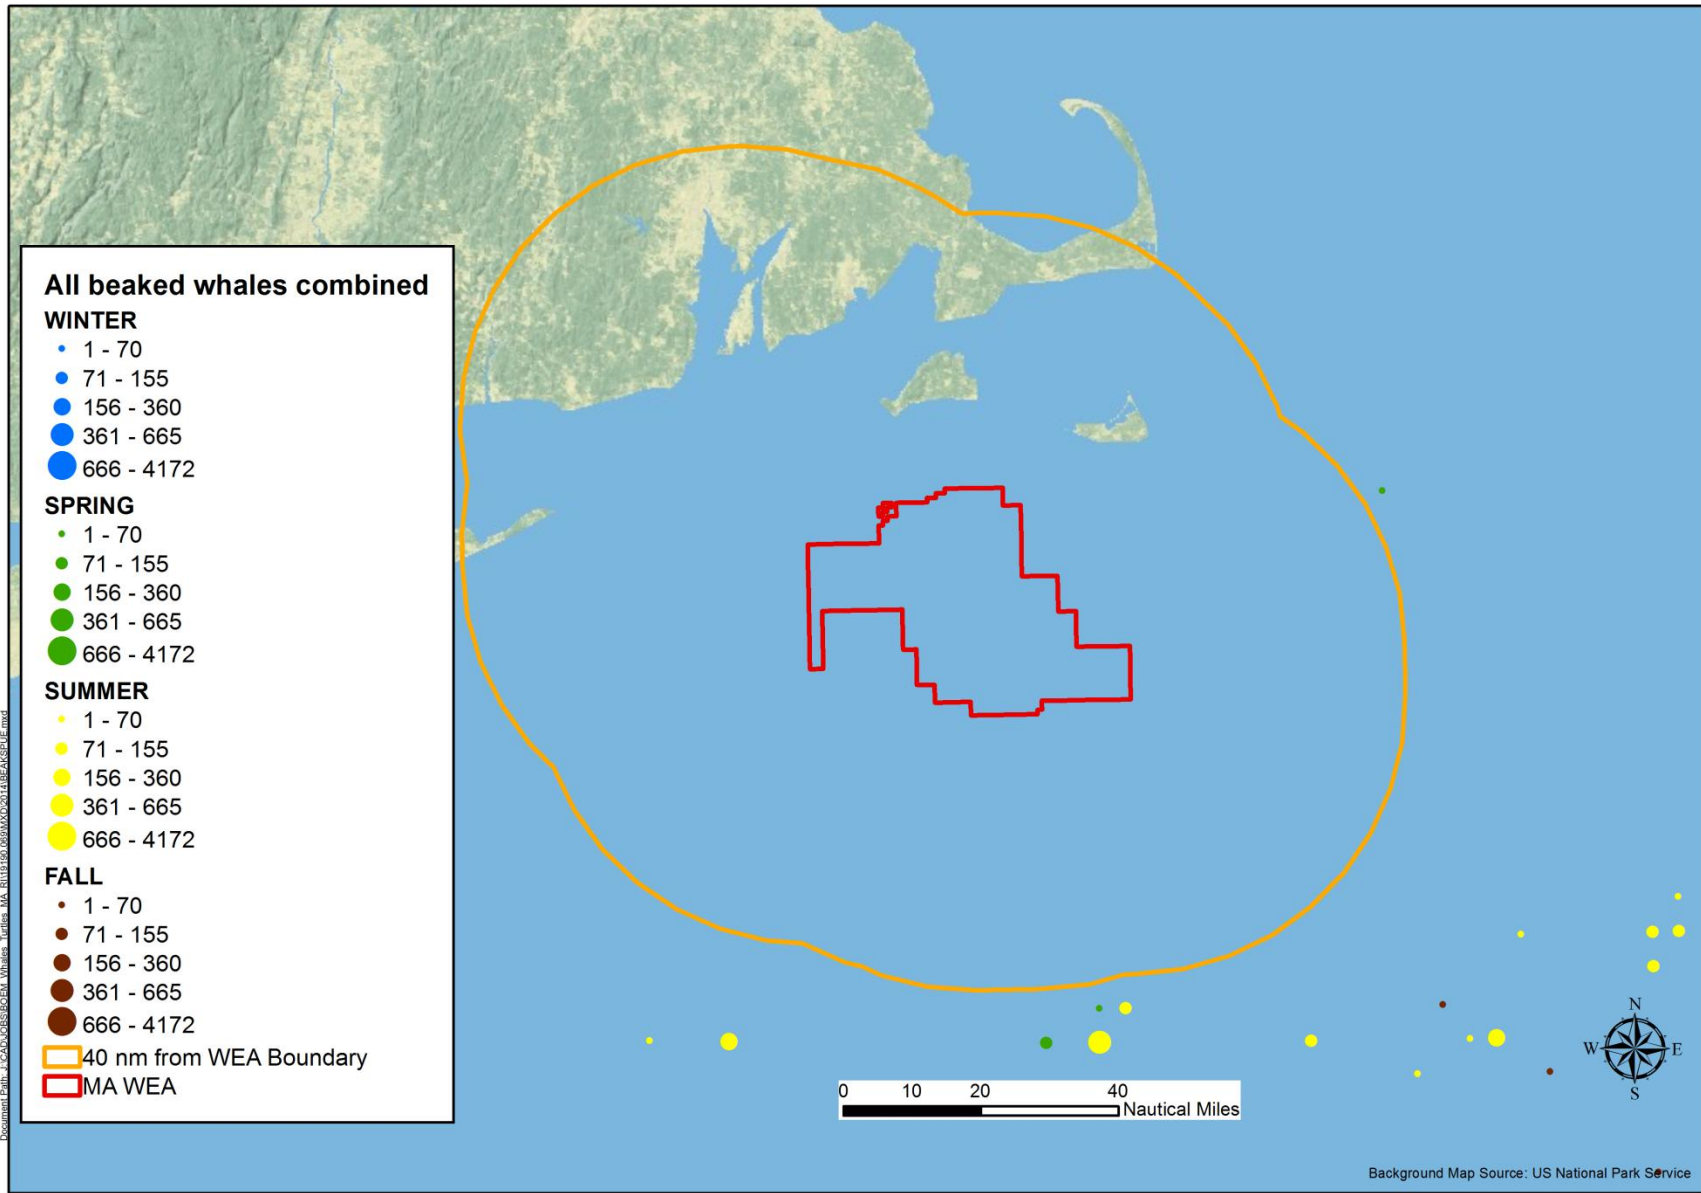 All beaked whales combined
WINTER
1 - 70
71 - 155
156 - 360
361 - 665
666 - 4172
SPRING
1 - 70
71 - 155
156 - 360
361 - 665
666 - 4172
SUMMER
1 - 70
71 - 155
156 - 360
361 - 665
666 - 4172
FALL
1 - 70
71 - 155
156 - 360
361 - 665
666 - 4172
40 nm from WEA Boundary
MA WEA
0 10 20 40
Nautical Miles
N
W E
S
Background Map Source: US National Park Service
Document Path: